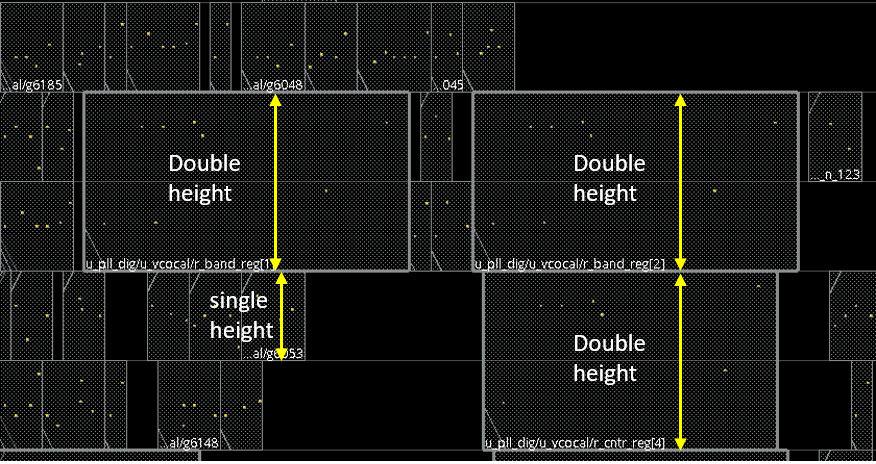 ...al/g6185
...al/g6048
.045
Double
height
Double
height
..._n_123
u_pll_dig/u_vcocal/r_band_reg[1
u_pll_dig/u_vcocal/r_band_reg[2]
single
height
...al/g6053
Double
height
...al/g6148
u_pll_dig/u_vcocal/r_cntr_reg[4]